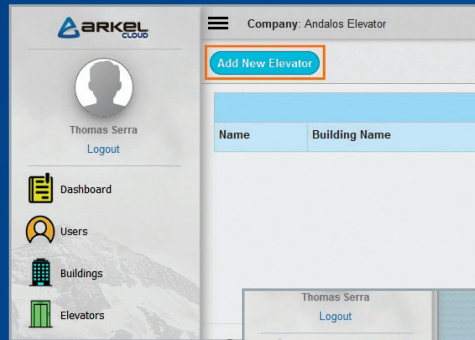 ARKEL
CLOUD
Company: Andalos Elevator
Add New Elevator
Thomas Serra
Logout
Name Building Name
Dashboard
Users
Buildings
Elevators
Thomas Serra
Logout